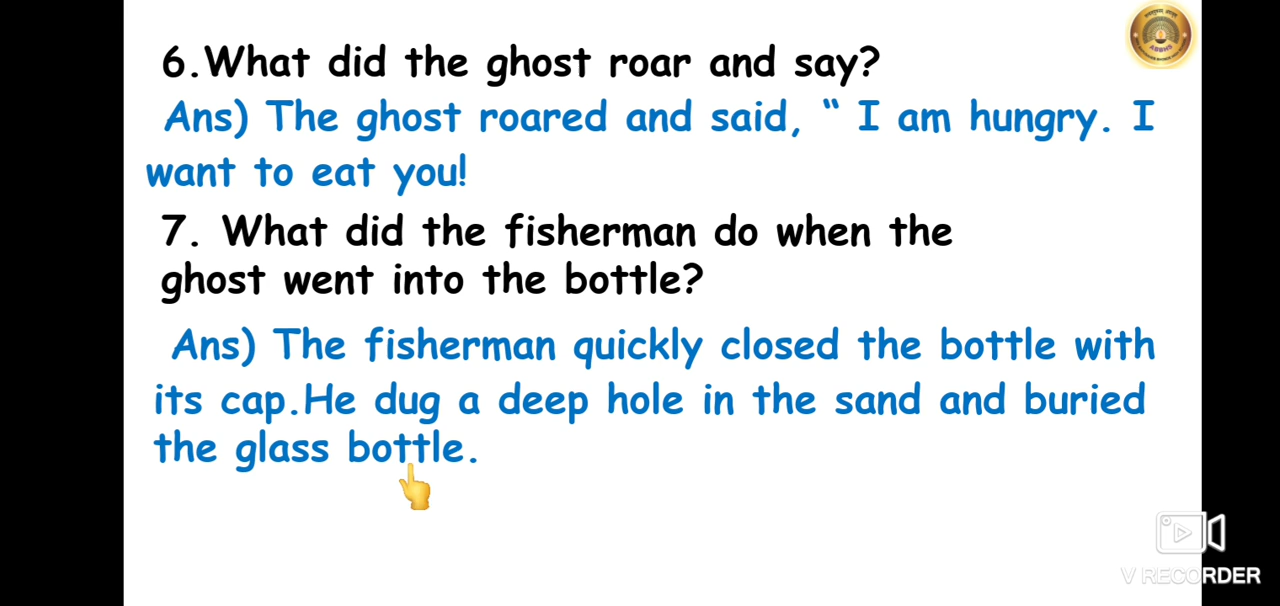 6.What did the ghost roar and say?
Ans) The ghost roared and said, “ I am hungry. I
want to eat you!
7. What did the fisherman do when the
ghost went into the bottle?
Ans) The fisherman quickly closed the bottle with
its cap.He dug a deep hole in the sand and buried
the glass bottle.
ABBHS
V RECORDER